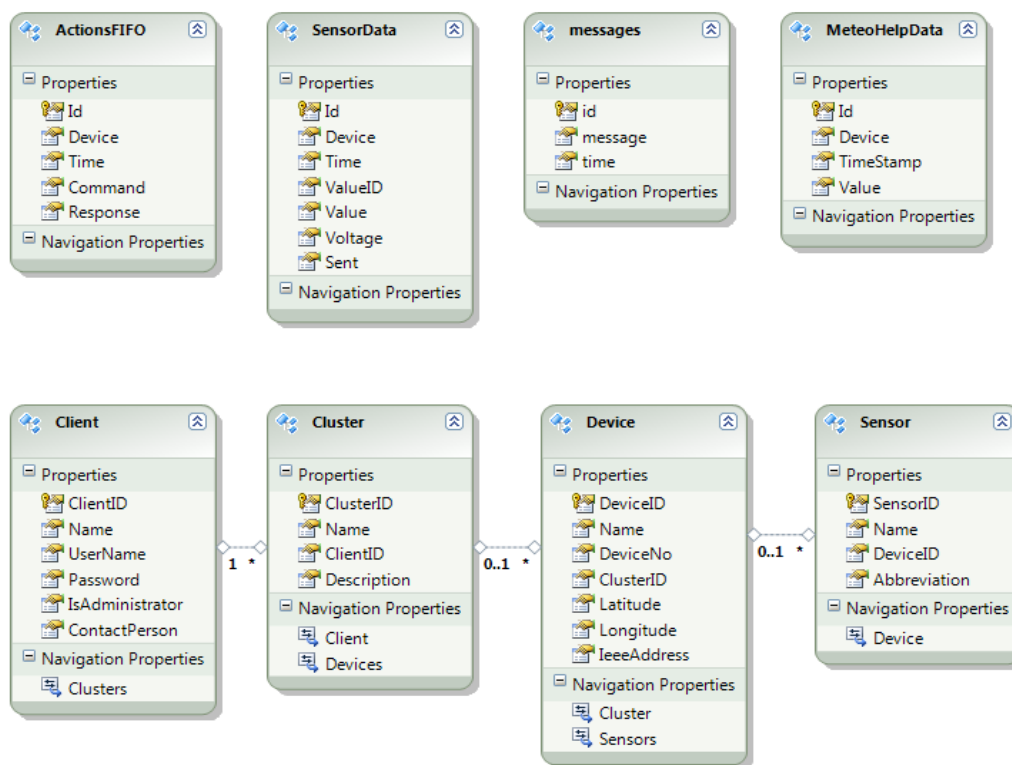 ActionsFIFO
Properties
Id
Device
Time
Command
Response
Navigation Properties
SensorData
Properties
Id
Device
Time
ValueID
Value
Voltage
Sent
Navigation Properties
messages
Properties
id
message
time
Navigation Properties
MeteoHelpData
Properties
Id
Device
TimeStamp
Value
Navigation Properties
Client
Properties
ClientID
Name
UserName
Password
IsAdministrator
ContactPerson
Navigation Properties
Clusters
1 *
Cluster
Properties
ClusterID
Name
ClientID
Description
Navigation Properties
Client
Devices
0..1 *
Device
Properties
DeviceID
Name
DeviceNo
ClusterID
Latitude
Longitude
IeeeAddress
Navigation Properties
Cluster
Sensors
0..1 *
Sensor
Properties
SensorID
Name
DeviceID
Abbreviation
Navigation Properties
Device